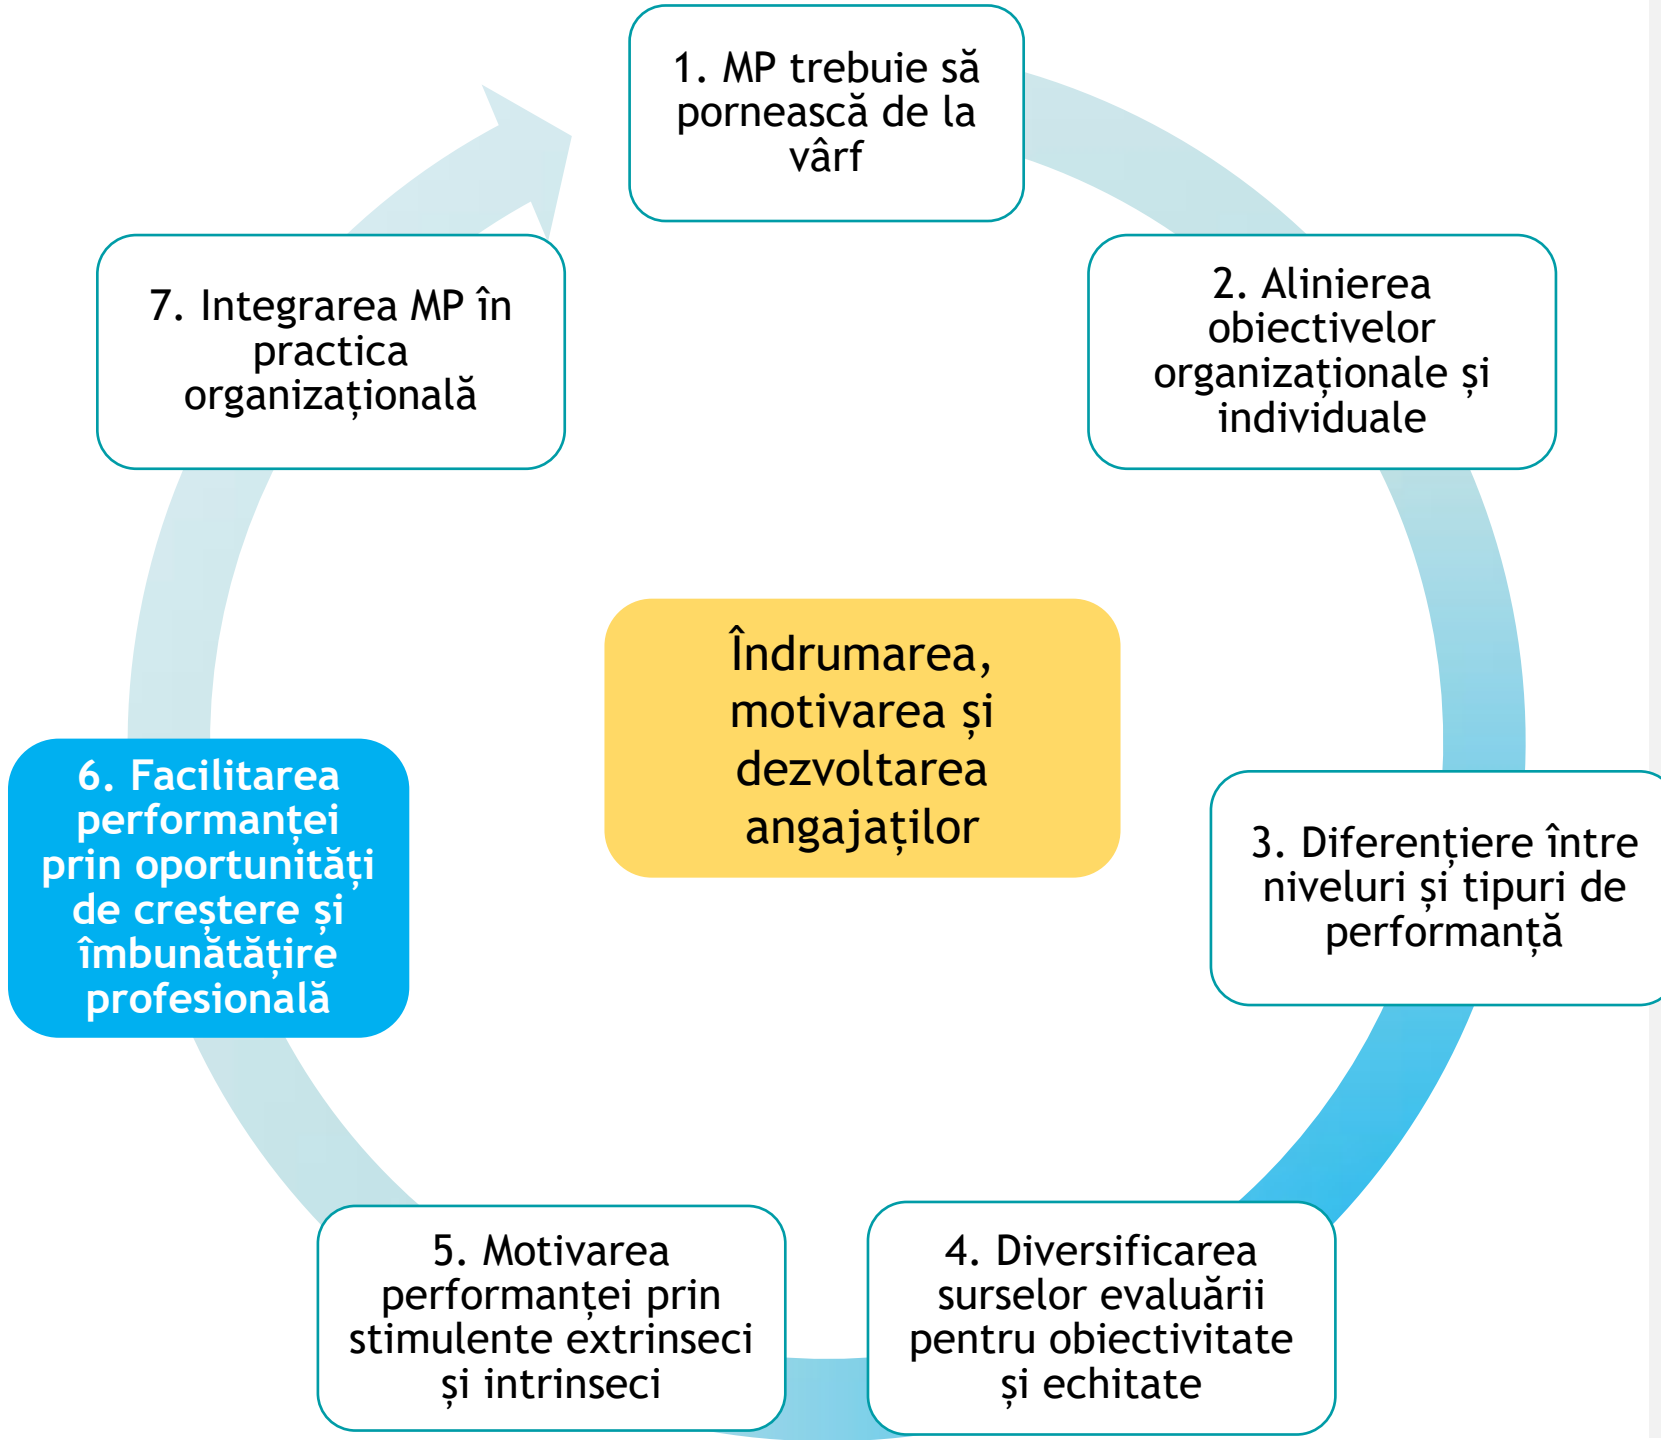 1. MP trebuie să
pornească de la
vârf
2. Alinierea
obiectivelor
organizaționale și
individuale
3. Diferențiere între
niveluri și tipuri de
performanță
4. Diversificarea
surselor evaluării
pentru obiectivitate
și echitate
5. Motivarea
performanței prin
stimulente extrinseci
și intrinseci
6. Facilitarea
performanței
prin oportunități
de creștere și
îmbunătățire
profesională
7. Integrarea MP în
practica
organizațională
Îndrumarea,
motivarea și
dezvoltarea
angajaților